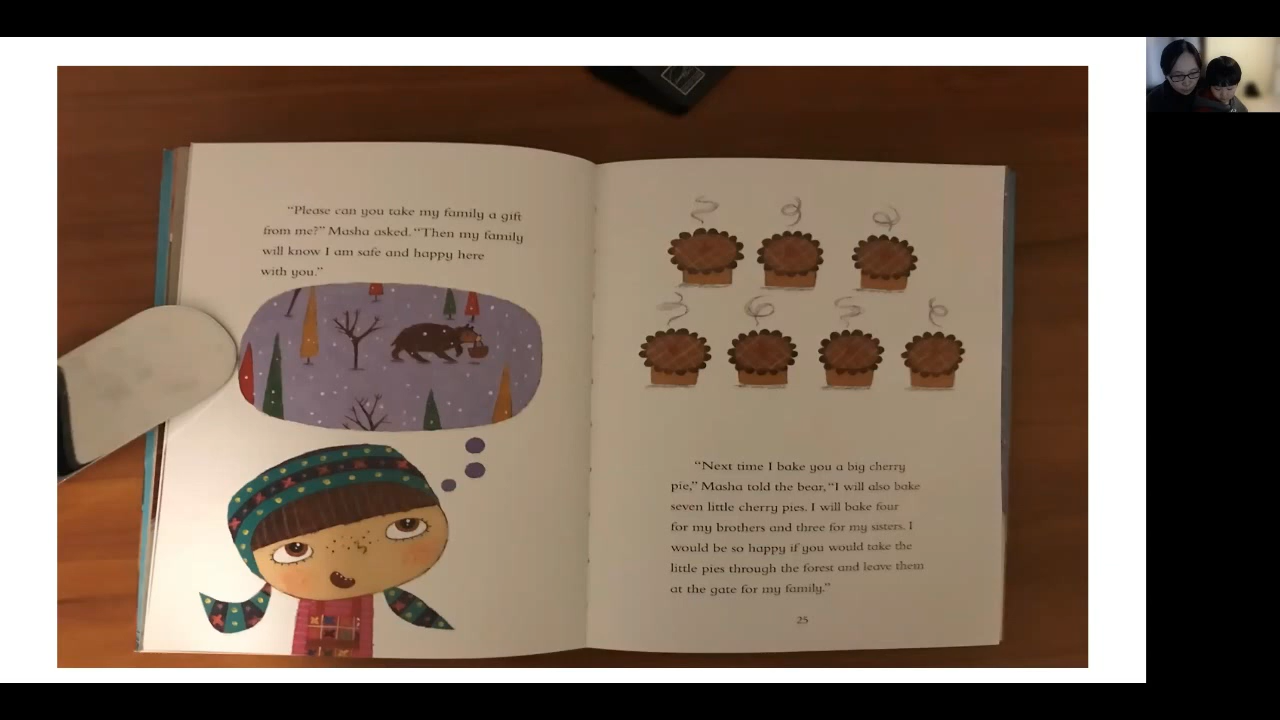 “Please can you take my family a gift
from me?” Masha asked. “Then my family
will know I am safe and happy here
with you.”
“Next time I bake you a big cherry
pie,” Masha told the bear, “I will also bake
seven little cherry pies. I will bake four
for my brothers and three for my sisters. I
would be so happy if you would take the
little pies through the forest and leave them
at the gate for my family.”
25